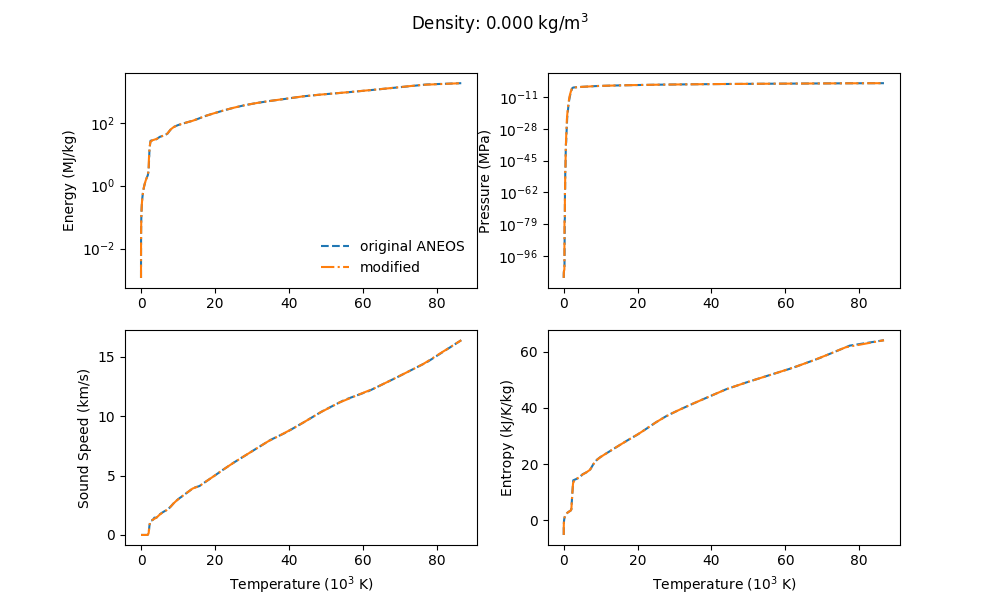 Density: 0.000 kg/m³
Energy (MJ/kg)
10²
10⁰
10⁻²
0 20 40 60 80
original ANEOS
modified
Pressure (MPa)
10⁻¹¹
10⁻²⁸
10⁻⁴⁵
10⁻⁶²
10⁻⁷⁹
10⁻⁹⁶
0 20 40 60 80
Sound Speed (km/s)
15
10
5
0
0 20 40 60 80
Temperature (10³ K)
Entropy (kJ/K/kg)
60
40
20
0
0 20 40 60 80
Temperature (10³ K)